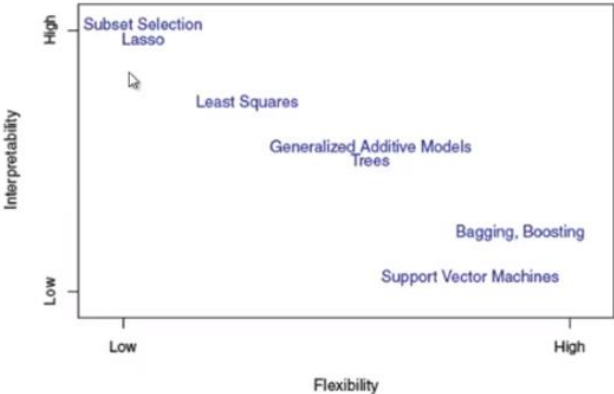 High
Subset Selection
Lasso
Least Squares
Interpretability
Generalized Additive Models
Trees
Bagging, Boosting
Support Vector Machines
Low
Low
High
Flexibility